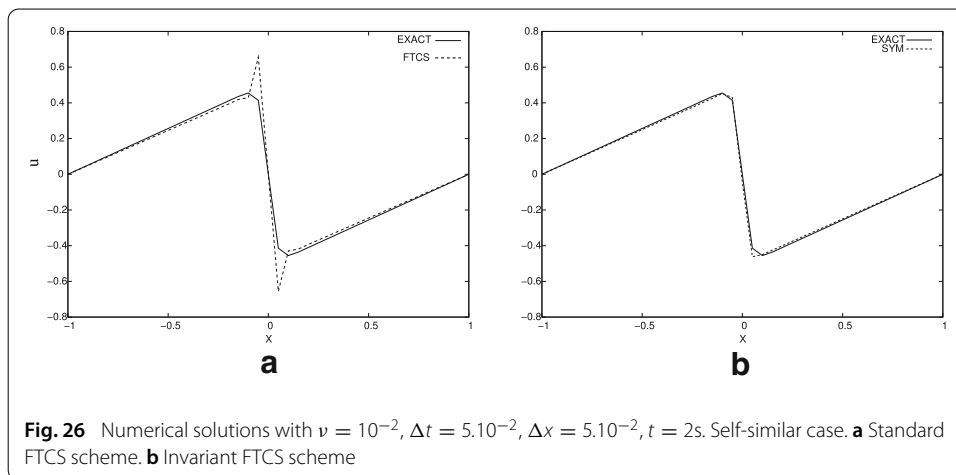 0.8
0.6
0.4
0.2
0
−0.2
−0.4
−0.6
−0.8
−1
−0.5
0
0.5
1
u
X
EXACT
FTCS
a
0.8
0.6
0.4
0.2
0
−0.2
−0.4
−0.6
−0.8
−1
−0.5
0
0.5
1
X
EXACT
SYM
b
Fig. 26 Numerical solutions with ν = 10⁻², Δt = 5.10⁻², Δx = 5.10⁻², t = 2s. Self-similar case. a Standard
FTCS scheme. b Invariant FTCS scheme